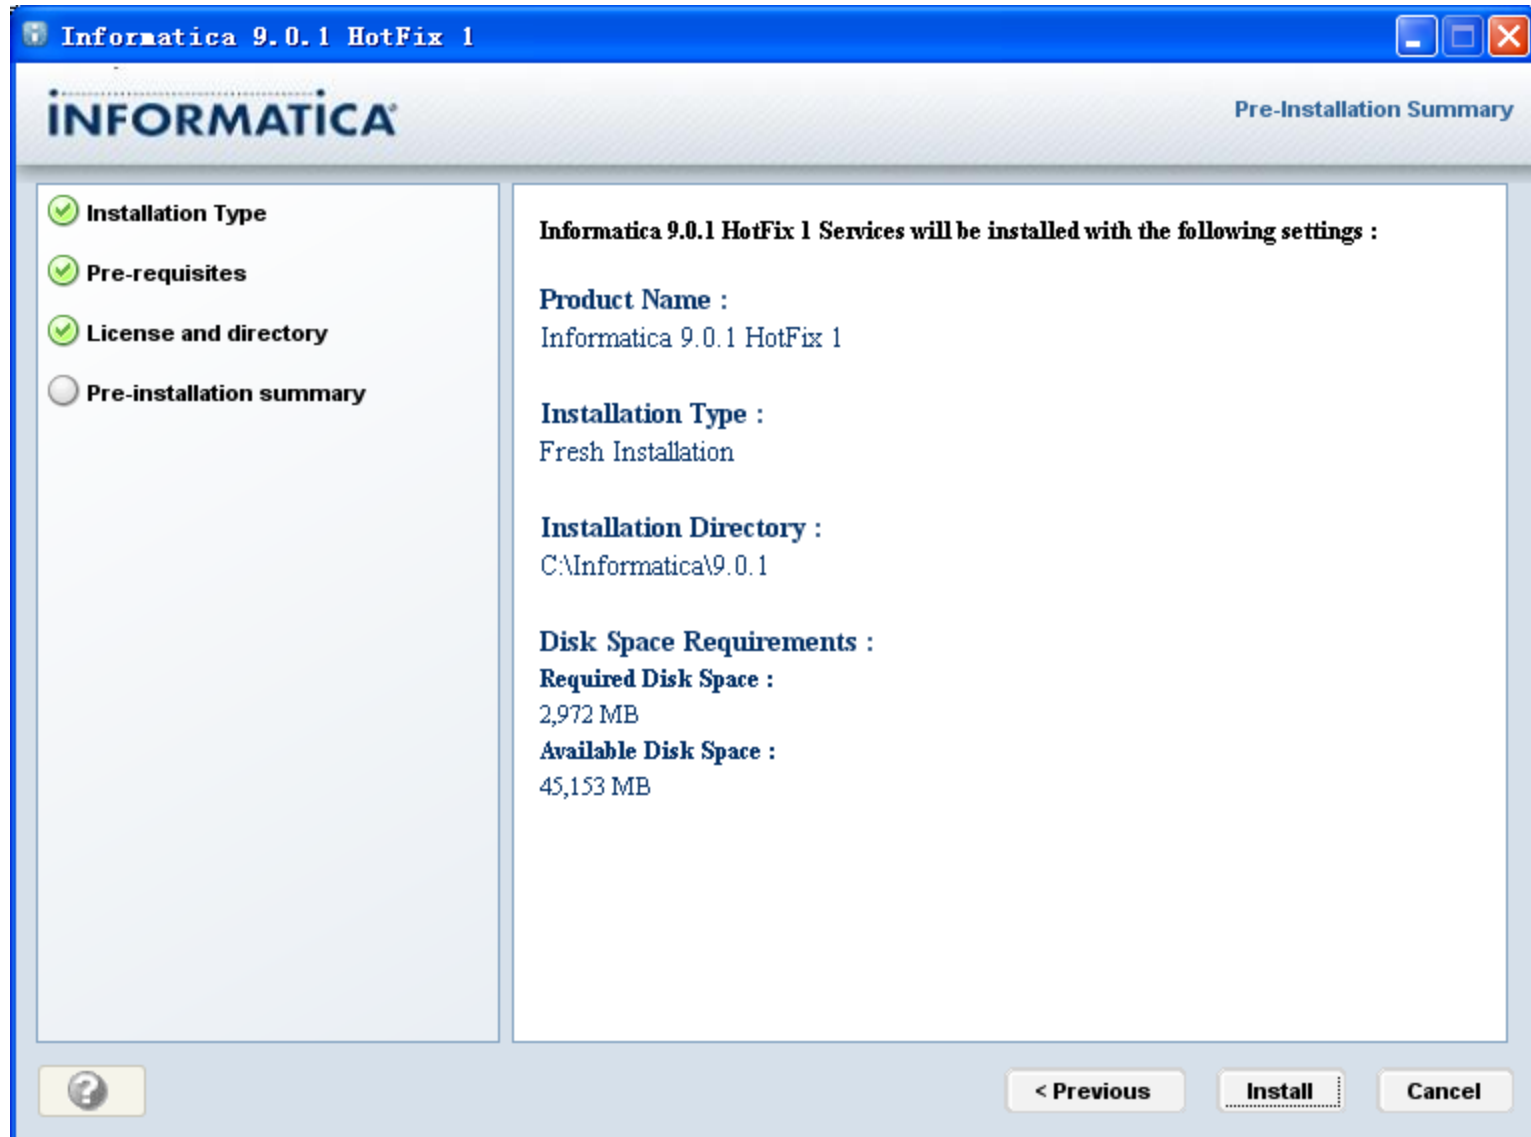 Informatica 9.0.1 HotFix 1
INFORMATICA
Pre-Installation Summary
Installation Type
Pre-requisites
License and directory
Pre-installation summary
Informatica 9.0.1 HotFix 1 Services will be installed with the following settings :
Product Name :
Informatica 9.0.1 HotFix 1
Installation Type :
Fresh Installation
Installation Directory :
C:\Informatica\9.0.1
Disk Space Requirements :
Required Disk Space :
2,972 MB
Available Disk Space :
45,153 MB
?
< Previous
Install
Cancel